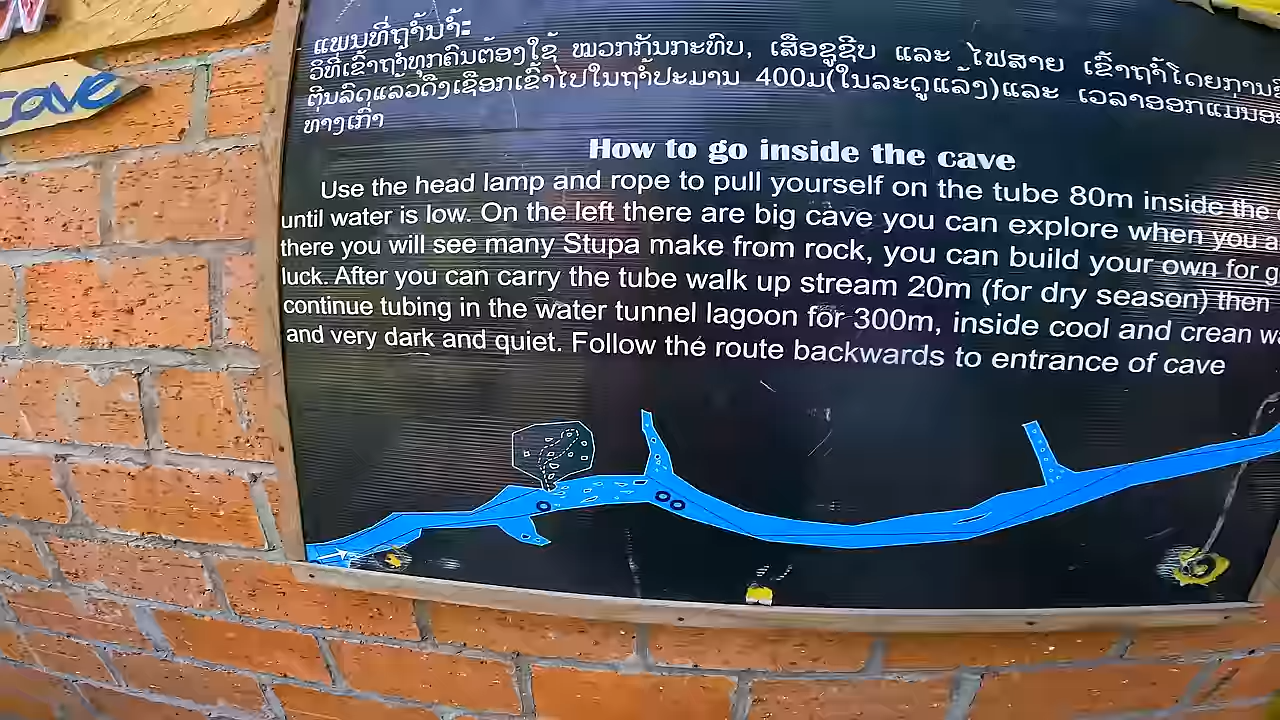 cave
ແຜນທີ່ຖ້ຳນ້ຳ:
ວິທີເຂົ້າຖ້ຳທຸກຄົນຕ້ອງໃຊ້ ໝວກກັນກະທົບ, ເສືອຊູຊີບ ແລະ ໄຟສາຍ ເຂົ້າຖ້ຳໂດຍການ
ຕີນລົດແລ້ວດຶງເຊືອກເຂົ້າໄປໃນຖ້ຳປະມານ 400ມ(ໃນລະດູແລ້ງ)ແລະ ເວລາອອກແມ່ນ
ທາງເກົ່າ
How to go inside the cave
Use the head lamp and rope to pull yourself on the tube 80m inside the
until water is low. On the left there are big cave you can explore when you
there you will see many Stupa make from rock, you can build your own for
luck. After you can carry the tube walk up stream 20m (for dry season) then
continue tubing in the water tunnel lagoon for 300m, inside cool and crean
and very dark and quiet. Follow the route backwards to entrance of cave